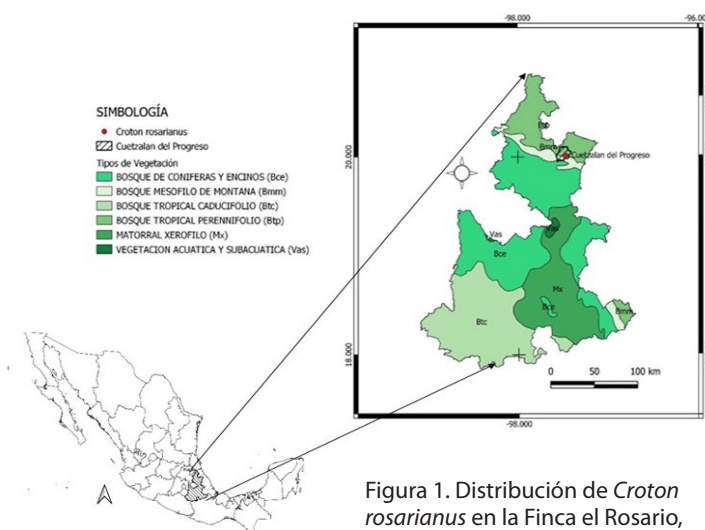 SIMBOLOGÍA
Croton rosarianus
Cuetzalan del Progreso
Tipos de Vegetación
BOSQUE DE CONIFERAS Y ENCINOS (Bce)
BOSQUE MESOFILO DE MONTANA (Bmm)
BOSQUE TROPICAL CADUCIFOLIO (Btc)
BOSQUE TROPICAL PERENNIFOLIO (Btp)
MATORRAL XEROFILO (Mx)
VEGETACION ACUATICA Y SUBACUATICA (Vas)
-98.000
-96.000
20.000
18.000
Btp
Bmm
Cuetzalan del Progreso
Vas
Vas
Bce
Mx
Bce
Btc
Bmm
0 50 100 km
-98.000
Figura 1. Distribución de Croton
rosarianus en la Finca el Rosario,